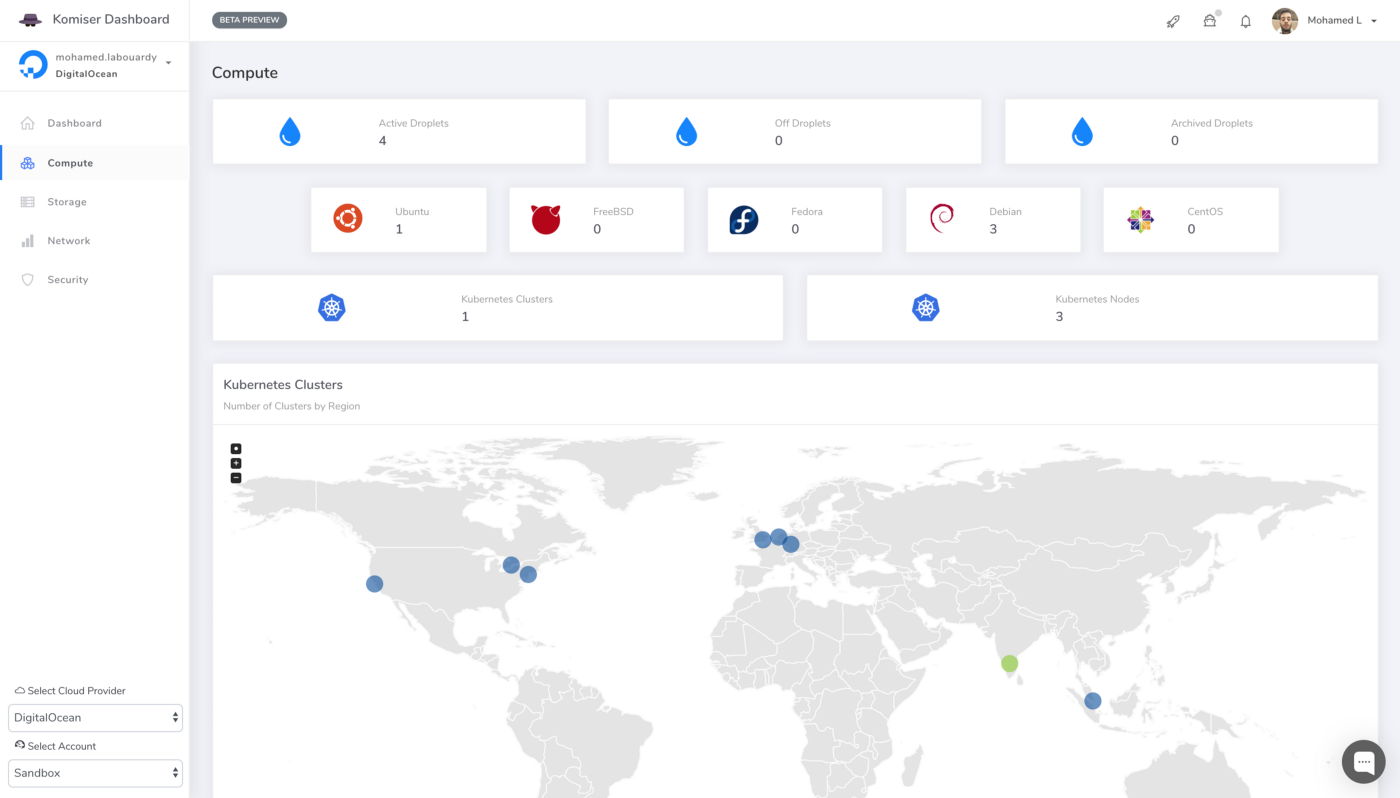 Komiser Dashboard
BETA PREVIEW
Mohamed L
mohamed.labouardy
DigitalOcean
Dashboard
Compute
Storage
Network
Security
Select Cloud Provider
DigitalOcean
Select Account
Sandbox
Compute
Active Droplets
4
Off Droplets
0
Archived Droplets
0
Ubuntu
1
FreeBSD
0
Fedora
0
Debian
3
CentOS
0
Kubernetes Clusters
1
Kubernetes Nodes
3
Kubernetes Clusters
Number of Clusters by Region
+
−